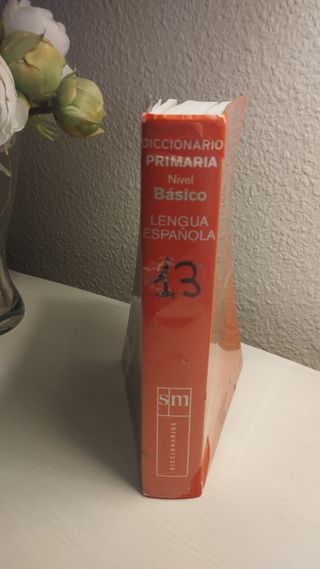 DICCIONARIO
PRIMARIA
Nivel
Básico
LENGUA
ESPAÑOLA
13
sm
DICCIONARIOS